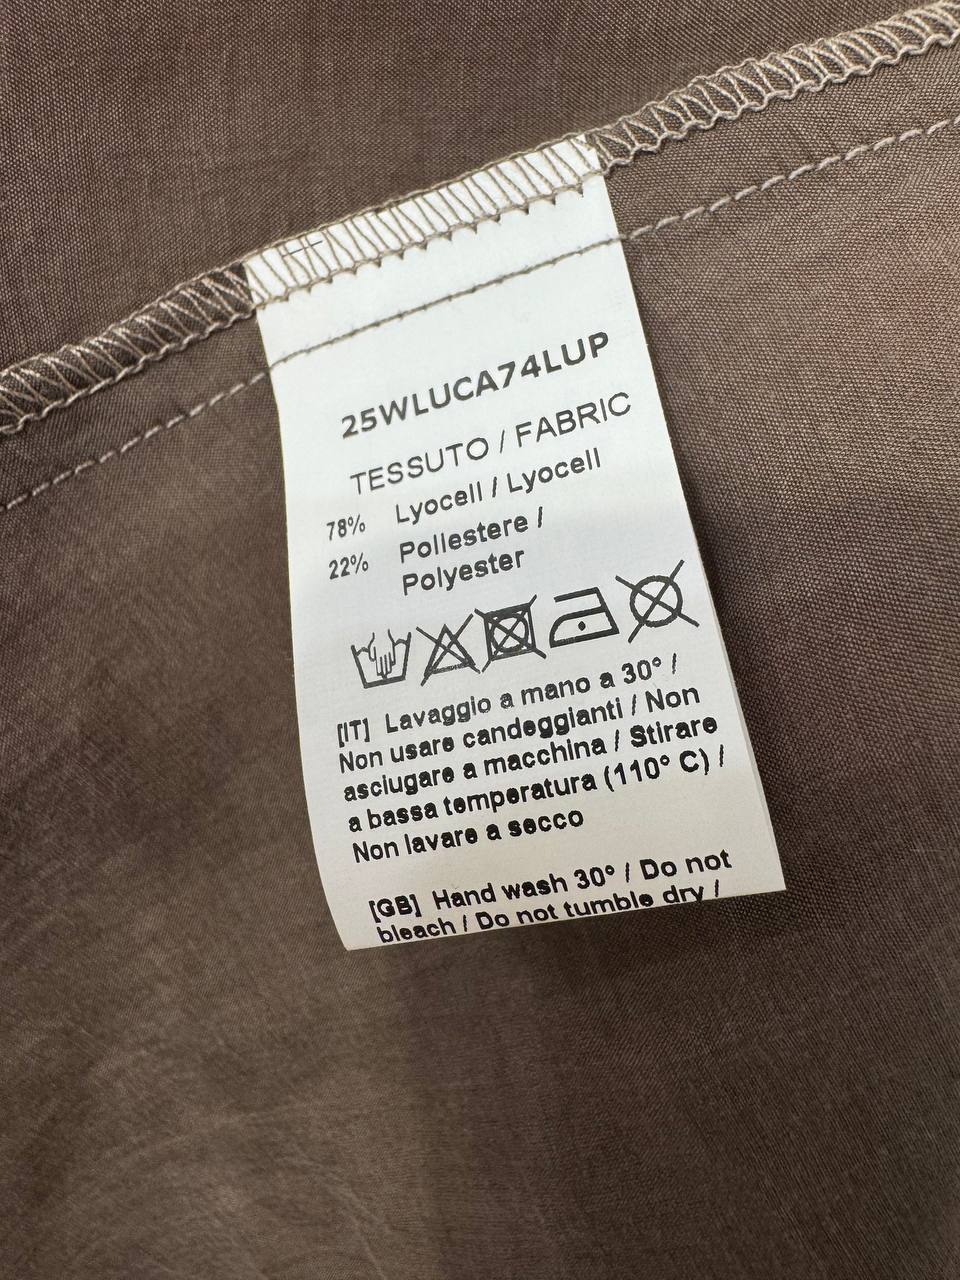 25WLUCA74LUP
TESSUTO / FABRIC
78% Lyocell / Lyocell
22% Poliestere /
Polyester
[IT] Lavaggio a mano a 30° /
Non usare candeggianti / Non
asciugare a macchina / Stirare
a bassa temperatura (110° C) /
Non lavare a secco
[GB] Hand wash 30° / Do not
bleach / Do not tumble dry /